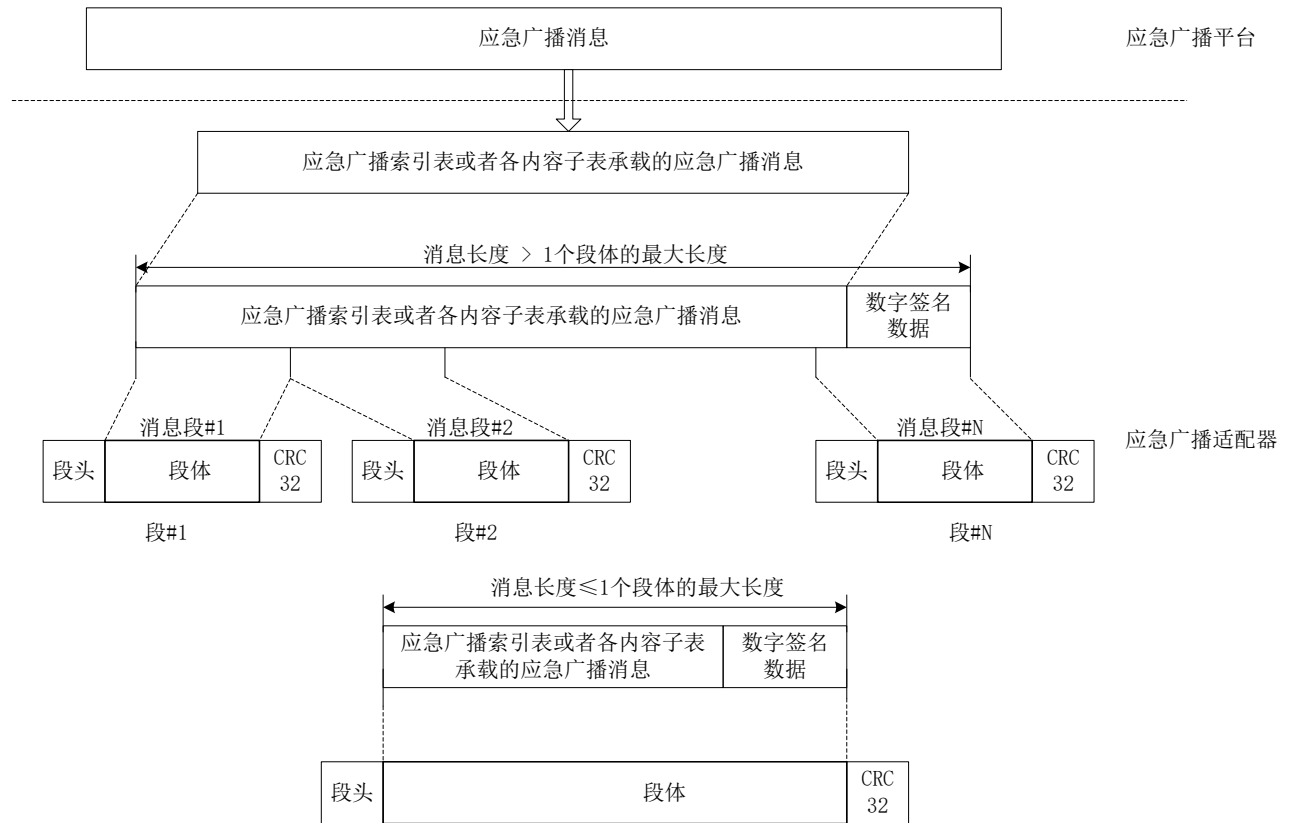 应急广播消息
应急广播平台
应急广播索引表或者各内容子表承载的应急广播消息
消息长度 > 1个段体的最大长度
应急广播索引表或者各内容子表承载的应急广播消息
数字签名
数据
消息段#1
消息段#2
消息段#N
应急广播适配器
段头
段体
CRC
32
段头
段体
CRC
32
段头
段体
CRC
32
段#1
段#2
段#N
消息长度≤1个段体的最大长度
应急广播索引表或者各内容子表
承载的应急广播消息
数字签名
数据
段头
段体
CRC
32